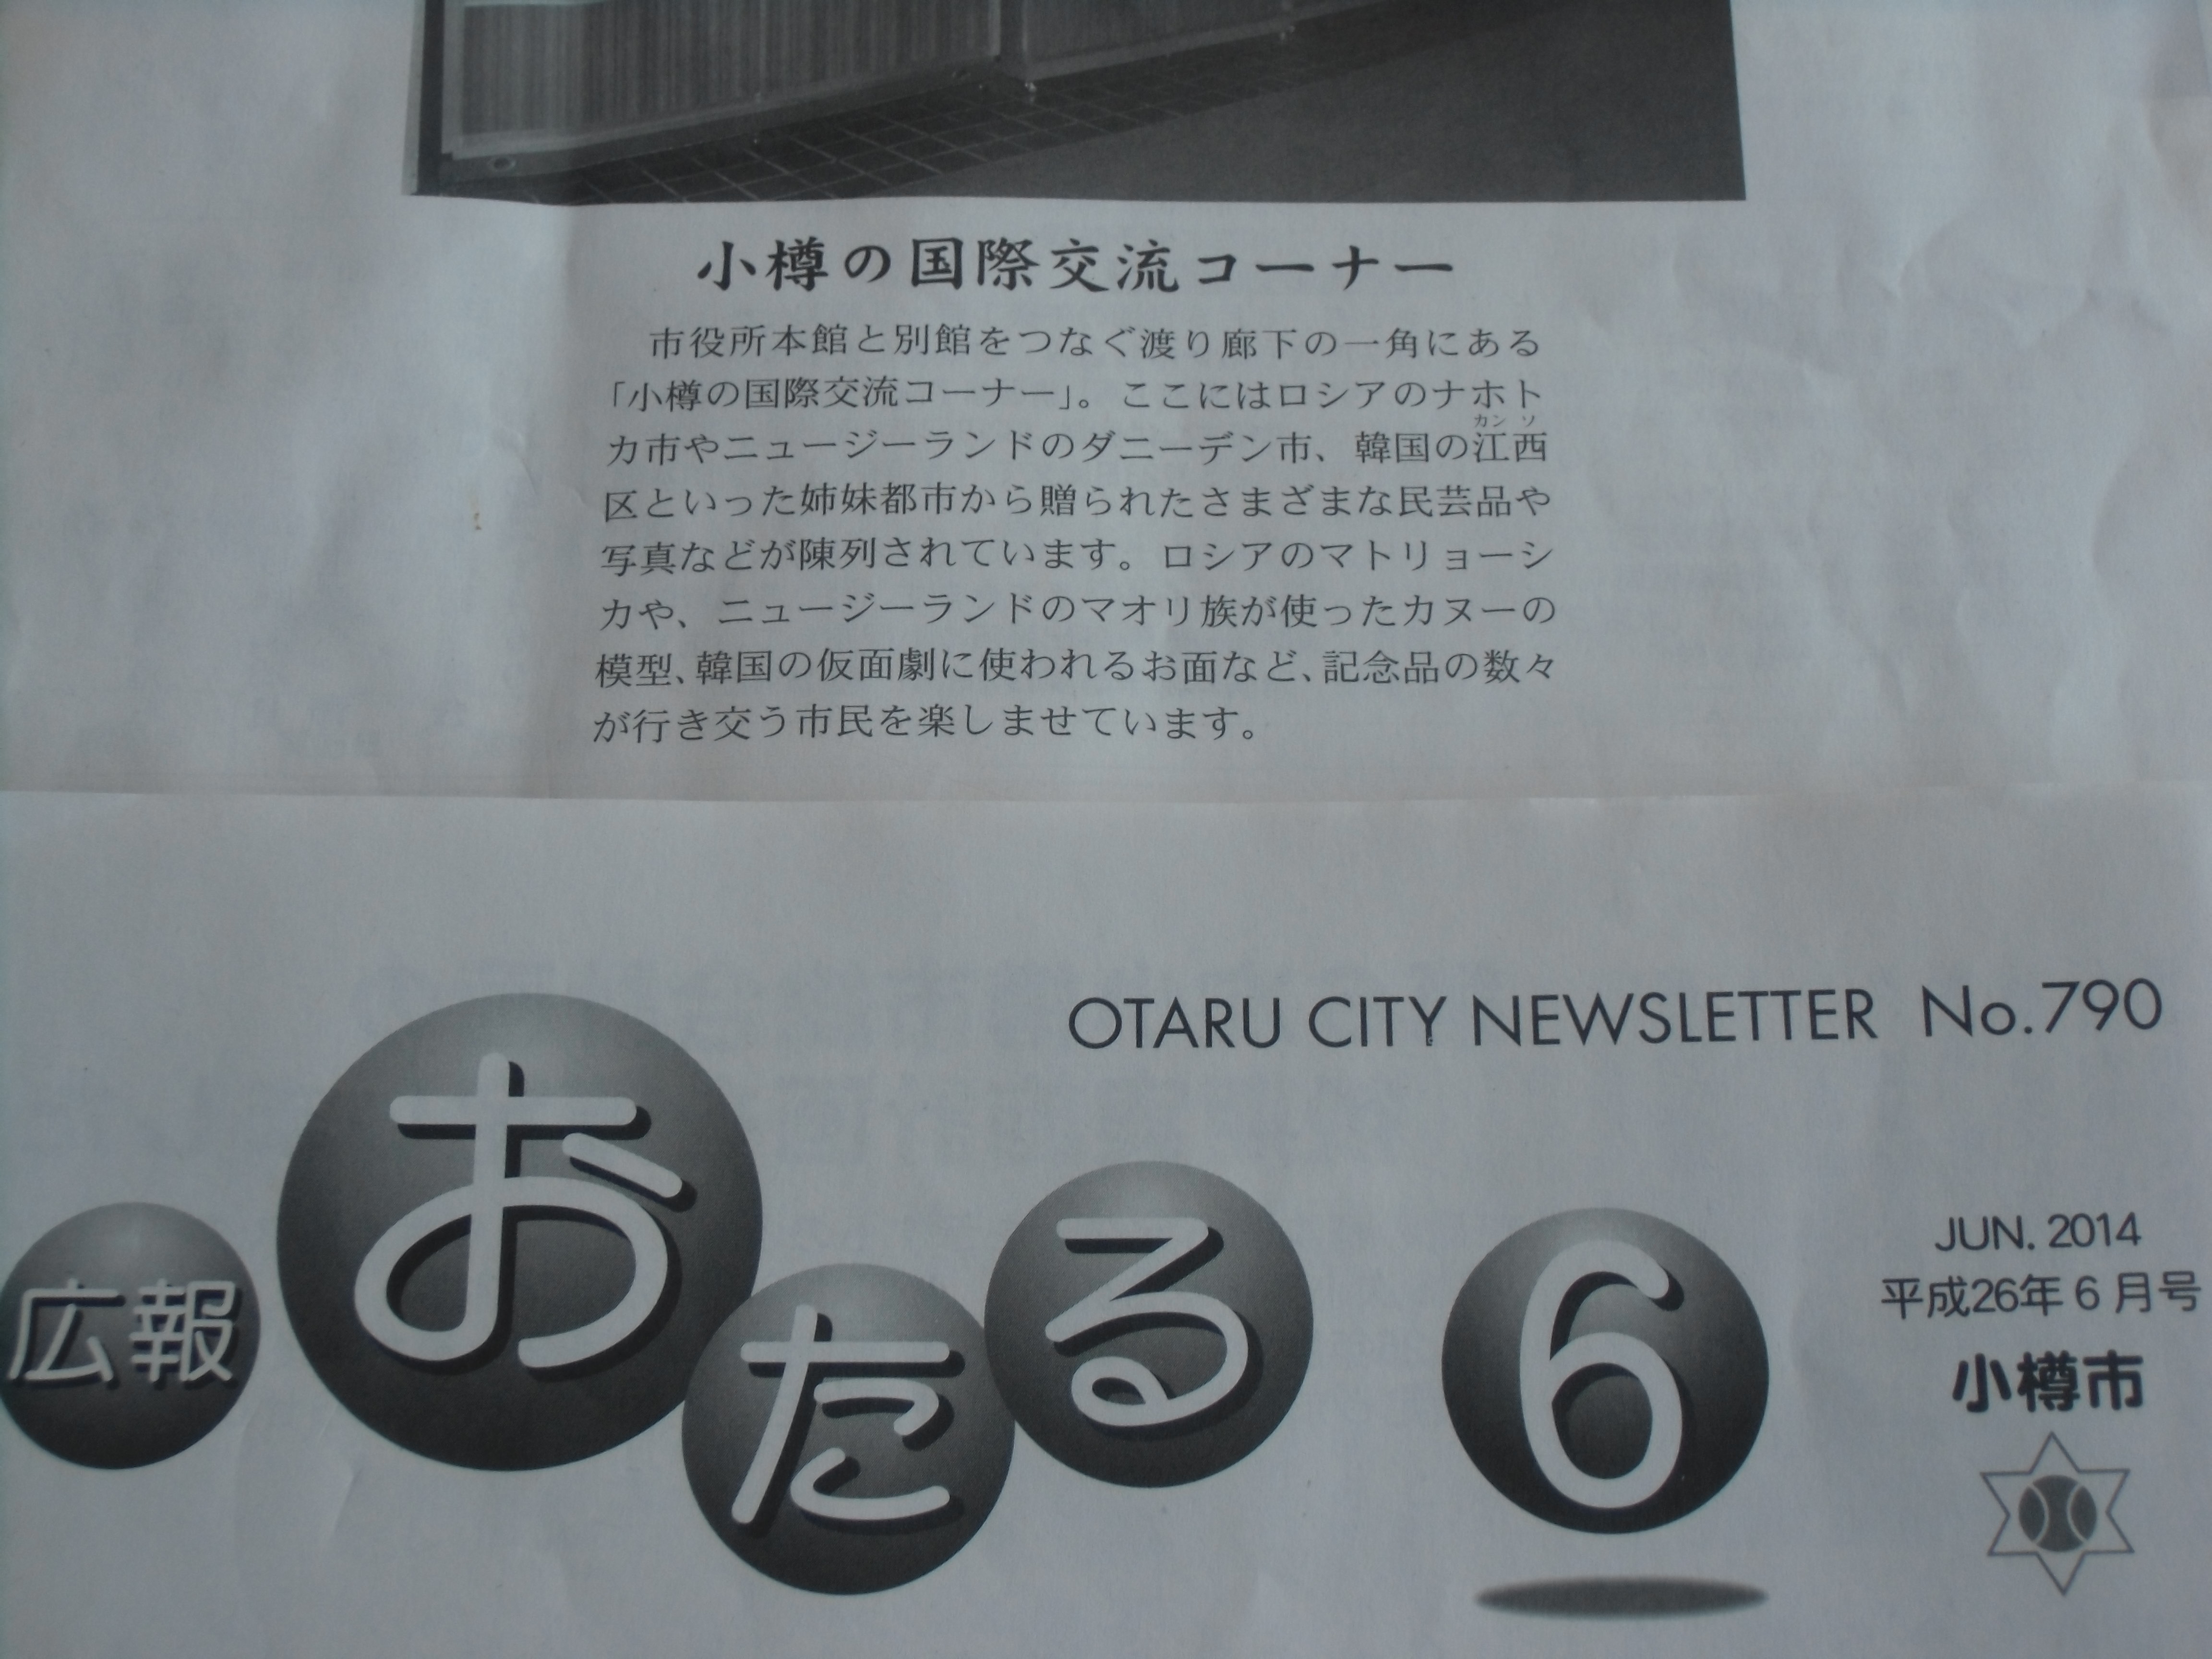 小樽の国際交流コーナー
市役所本館と別館をつなぐ渡り廊下の一角にある
「小樽の国際交流コーナー」。ここにはロシアのナホト
カ市やニュージーランドのダニーデン市、韓国の江西
カン ソ
区といった姉妹都市から贈られたさまざまな民芸品や
写真などが陳列されています。ロシアのマトリョーシ
カや、ニュージーランドのマオリ族が使ったカヌーの
模型、韓国の仮面劇に使われるお面など、記念品の数々
が行き交う市民を楽しませています。
OTARU CITY NEWSLETTER No.790
広報 おたる 6
JUN. 2014
平成26年6月号
小樽市